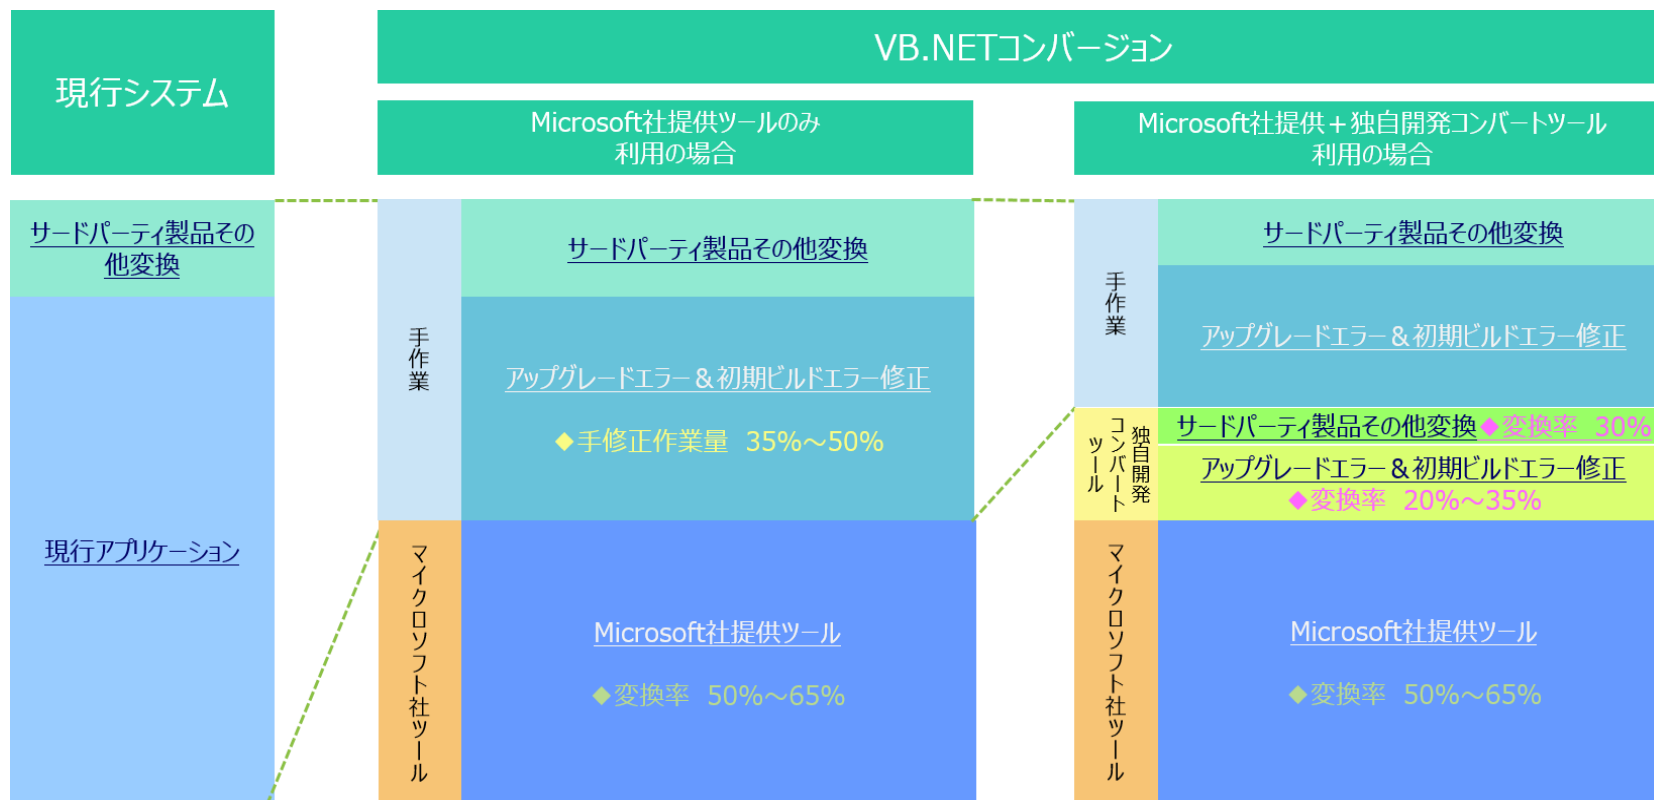 現行システム
VB.NETコンバージョン
Microsoft社提供ツールのみ
利用の場合
Microsoft社提供＋独自開発コンバートツール
利用の場合
サードパーティ製品その
他変換
現行アプリケーション
手作業
サードパーティ製品その他変換
アップグレードエラー＆初期ビルドエラー修正
◆手修正作業量 35%～50%
マイクロソフト社ツール
Microsoft社提供ツール
◆変換率 50%～65%
手作業
サードパーティ製品その他変換
アップグレードエラー＆初期ビルドエラー修正
独自開発
コンバート
ツール
サードパーティ製品その他変換◆変換率 30%
アップグレードエラー＆初期ビルドエラー修正
◆変換率 20%～35%
マイクロソフト社ツール
Microsoft社提供ツール
◆変換率 50%～65%